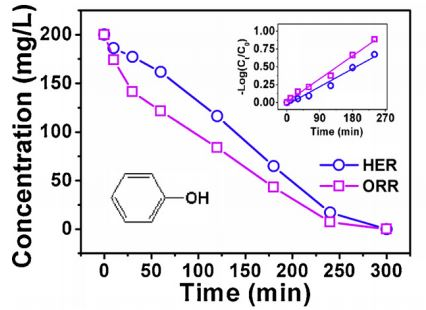 Concentration (mg/L)
200
150
100
50
0
0 50 100 150 200 250 300
Time (min)
HER
ORR
OH
-Log(Ct/C0)
1.00
0.75
0.50
0.25
0.00
0 90 180 270
Time (min)